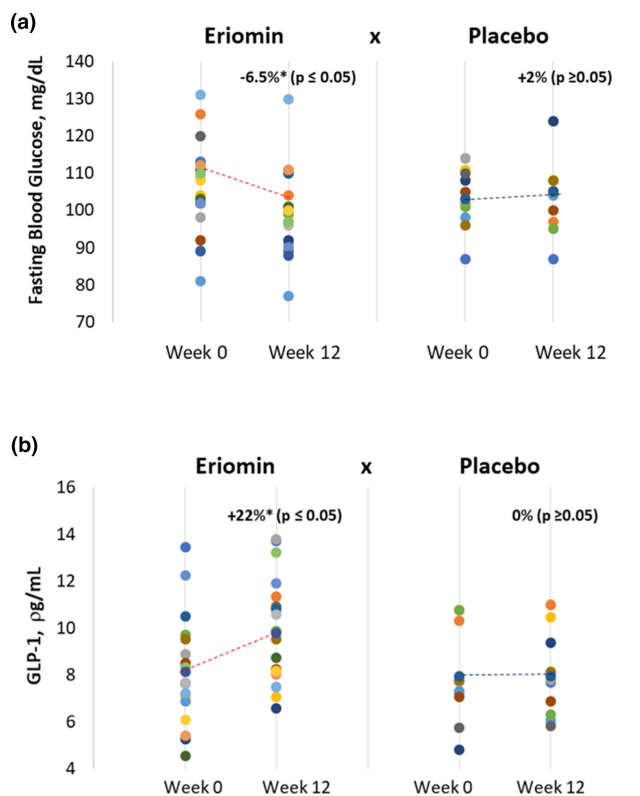 (a)
Eriomin x Placebo
-6.5%* (p ≤ 0.05) +2% (p ≥0.05)
Fasting Blood Glucose, mg/dL
140
130
120
110
100
90
80
70
Week 0 Week 12 Week 0 Week 12
(b)
Eriomin x Placebo
+22%* (p ≤ 0.05) 0% (p ≥0.05)
GLP-1, ρg/mL
16
14
12
10
8
6
4
Week 0 Week 12 Week 0 Week 12